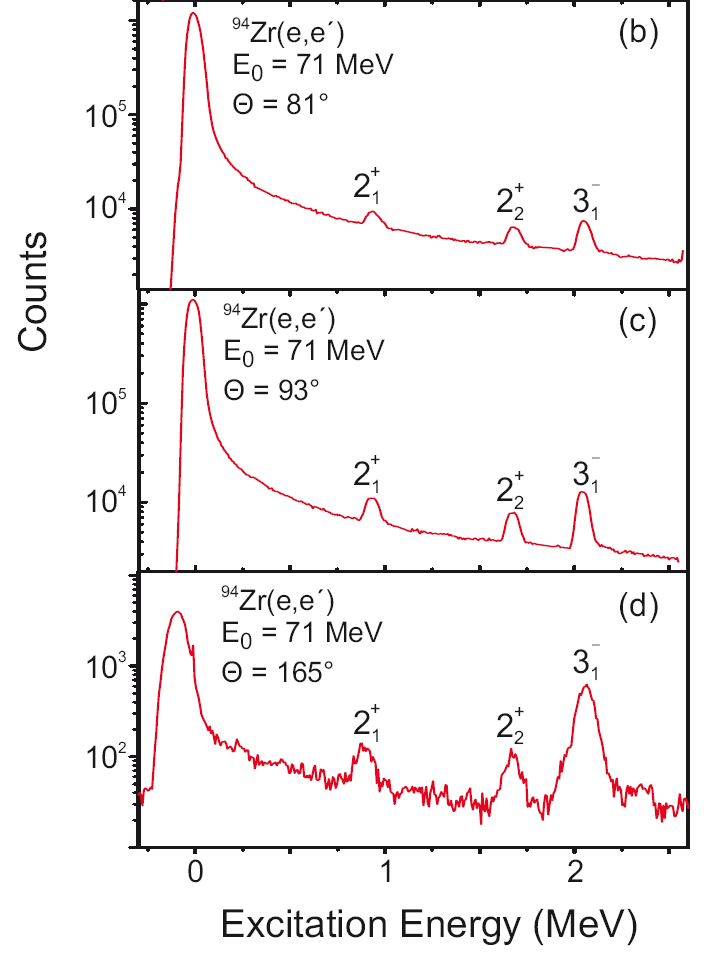 ⁹⁴Zr(e,e´)
E₀ = 71 MeV
Θ = 81°
(b)
10⁵
10⁴
2₁⁺
2₂⁺
3₁⁻
⁹⁴Zr(e,e´)
E₀ = 71 MeV
Θ = 93°
(c)
10⁵
10⁴
2₁⁺
2₂⁺
3₁⁻
⁹⁴Zr(e,e´)
E₀ = 71 MeV
Θ = 165°
(d)
10³
10²
2₁⁺
2₂⁺
3₁⁻
Counts
0 1 2
Excitation Energy (MeV)